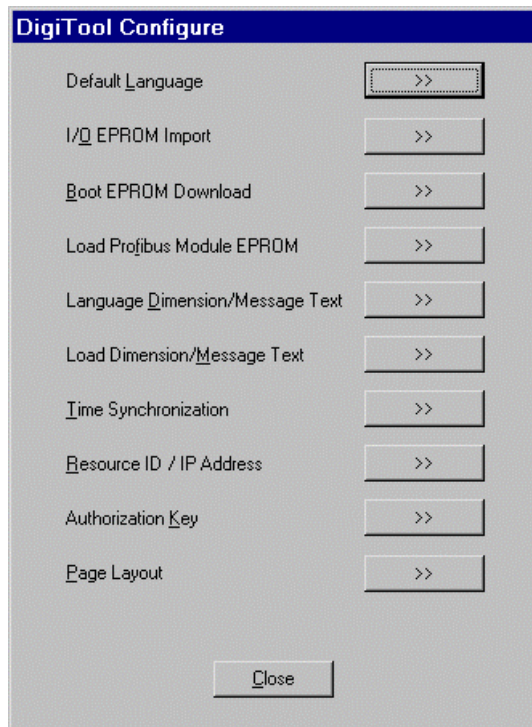 DigiTool Configure
Default Language >>
I/O EPROM Import >>
Boot EPROM Download >>
Load Profibus Module EPROM >>
Language Dimension/Message Text >>
Load Dimension/Message Text >>
Time Synchronization >>
Resource ID / IP Address >>
Authorization Key >>
Page Layout >>
Close